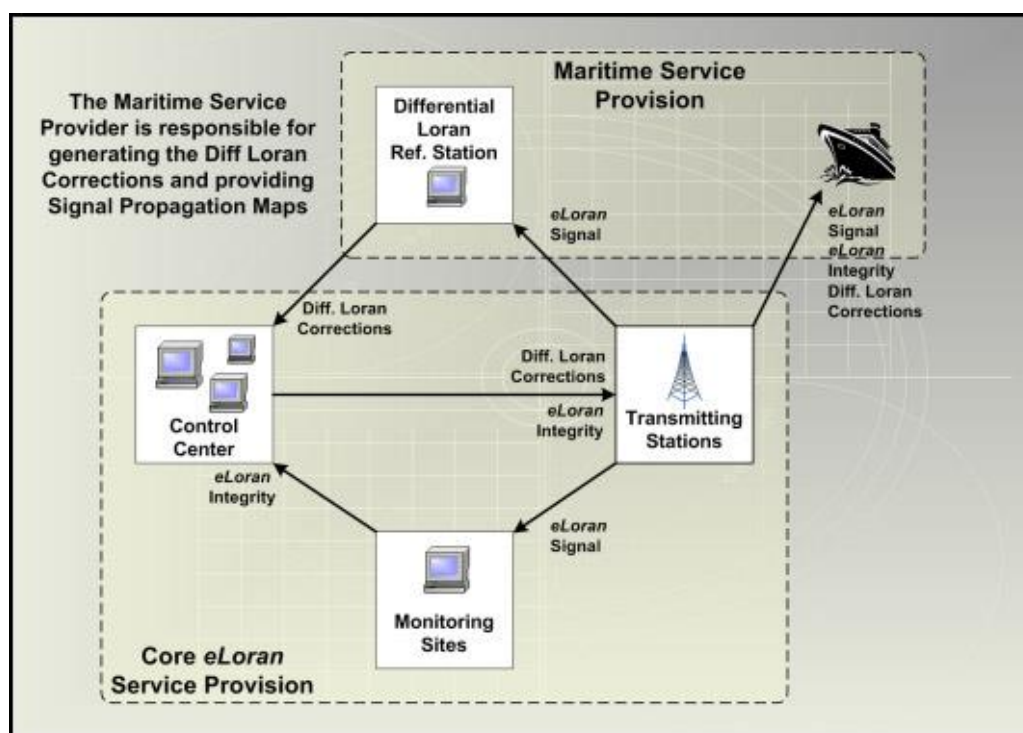 The Maritime Service
Provider is responsible for
generating the Diff Loran
Corrections and providing
Signal Propagation Maps
Maritime Service
Provision
Differential
Loran
Ref. Station
eLoran
Signal
eLoran
Signal
eLoran
Integrity
Diff. Loran
Corrections
Diff. Loran
Corrections
Diff. Loran
Corrections
eLoran
Integrity
Control
Center
Transmitting
Stations
eLoran
Integrity
eLoran
Signal
Monitoring
Sites
Core eLoran
Service Provision